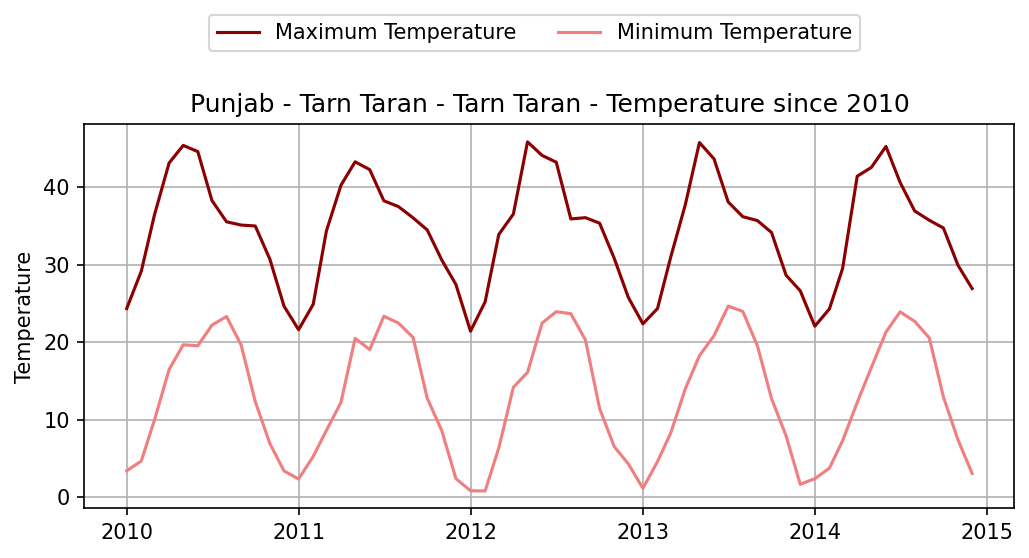 Maximum Temperature Minimum Temperature
Punjab - Tarn Taran - Tarn Taran - Temperature since 2010
Temperature
40
30
20
10
0
2010 2011 2012 2013 2014 2015